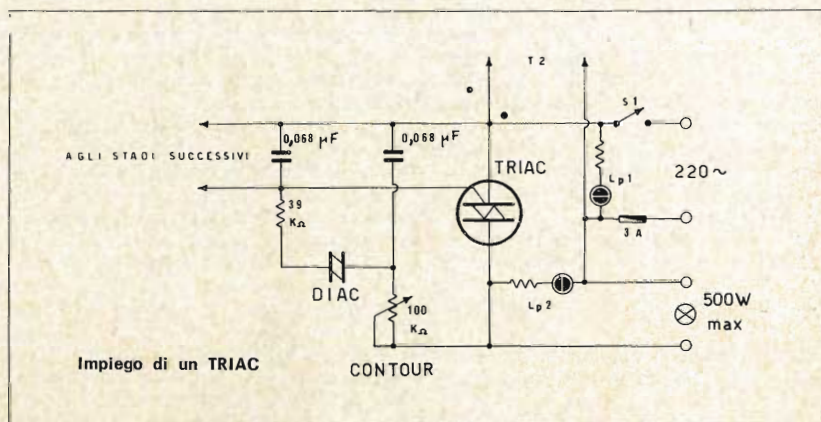 T2
S1
0,068 µF
0,068 µF
AGLI STADI SUCCESSIVI
TRIAC
Lp1
220~
39
KΩ
3 A
DIAC
Lp2
500W
max
100
KΩ
Impiego di un TRIAC
CONTOUR